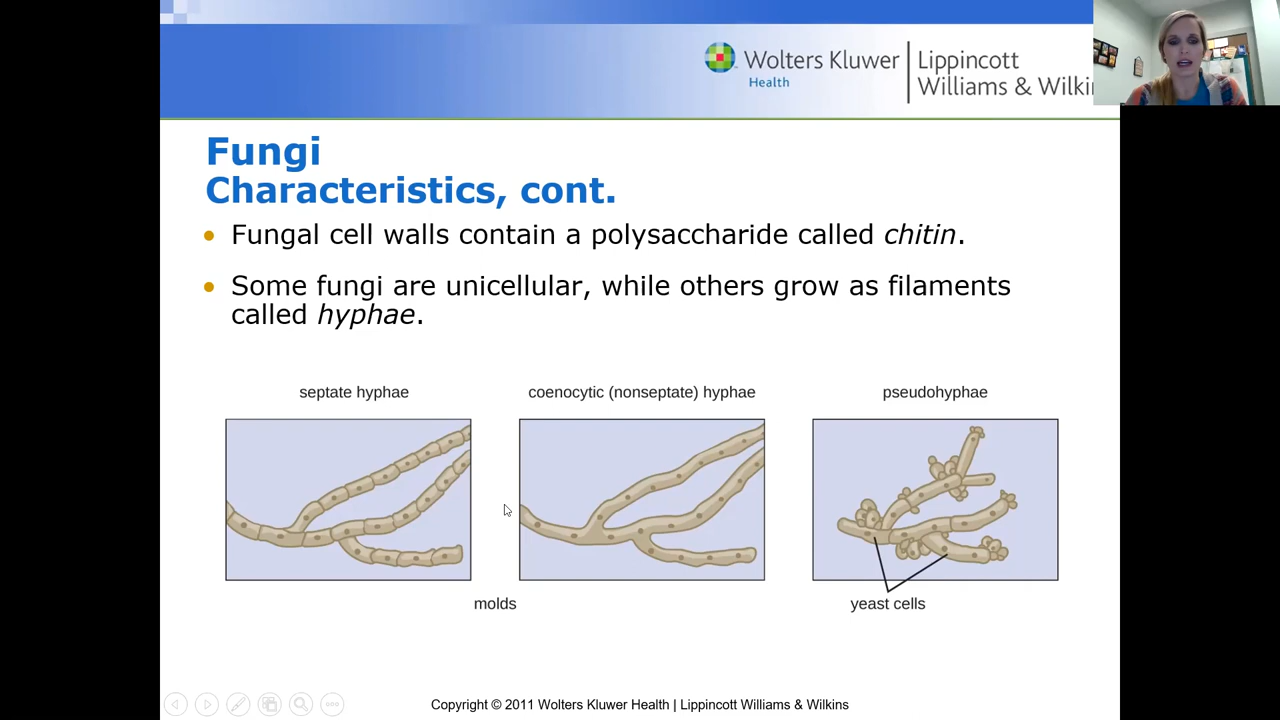 Wolters Kluwer
Health
Lippincott
Williams & Wilki
Fungi
Characteristics, cont.
• Fungal cell walls contain a polysaccharide called chitin.
• Some fungi are unicellular, while others grow as filaments
called hyphae.
septate hyphae
coenocytic (nonseptate) hyphae
pseudohyphae
molds
yeast cells
Copyright © 2011 Wolters Kluwer Health | Lippincott Williams & Wilkins